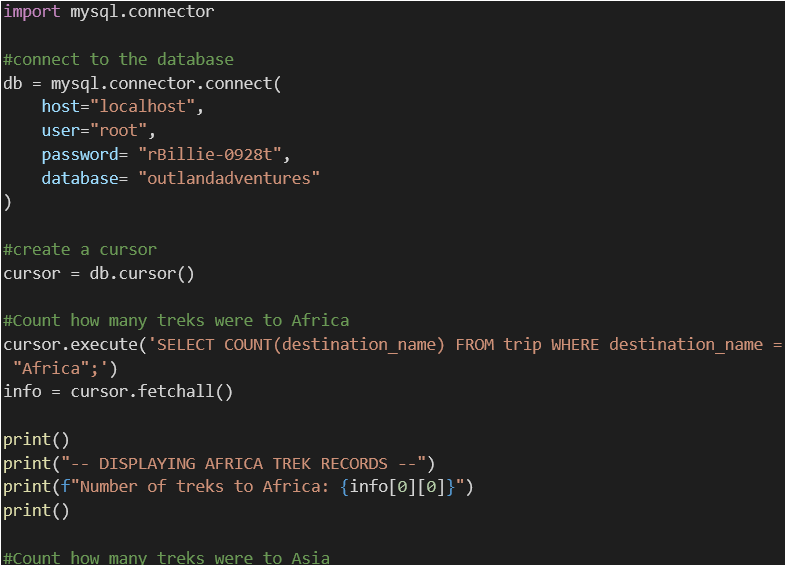 import mysql.connector

#connect to the database
db = mysql.connector.connect(
    host="localhost",
    user="root",
    password= "rBillie-0928t",
    database= "outlandadventures"
)

#create a cursor
cursor = db.cursor()

#Count how many treks were to Africa
cursor.execute('SELECT COUNT(destination_name) FROM trip WHERE destination_name =
 "Africa";')
info = cursor.fetchall()

print()
print("-- DISPLAYING AFRICA TREK RECORDS --")
print(f"Number of treks to Africa: {info[0][0]}")
print()

#Count how many treks were to Asia